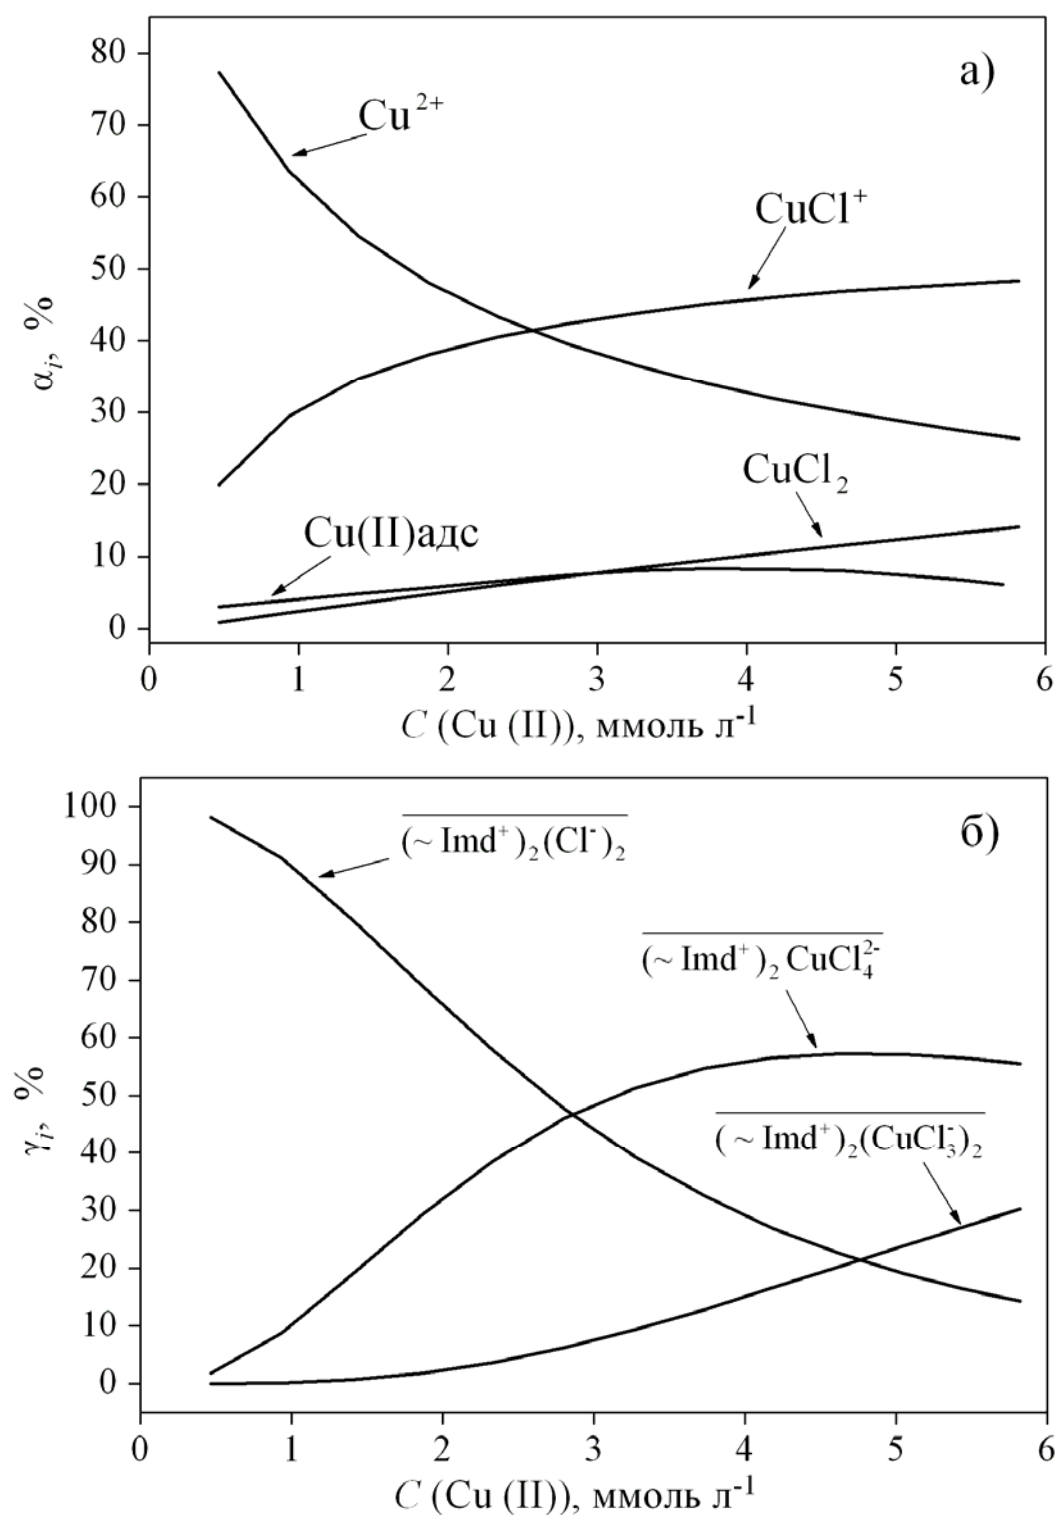 а)
80
70
60
50
40
30
20
10
0
α_i, %
Cu²⁺
CuCl⁺
CuCl₂
Cu(II)адс
0 1 2 3 4 5 6
C (Cu (II)), ммоль л⁻¹
б)
100
90
80
70
60
50
40
30
20
10
0
γ_i, %
(~ Imd⁺)₂(Cl⁻)₂
(~ Imd⁺)₂ CuCl₄²⁻
(~ Imd⁺)₂(CuCl₃⁻)₂
0 1 2 3 4 5 6
C (Cu (II)), ммоль л⁻¹